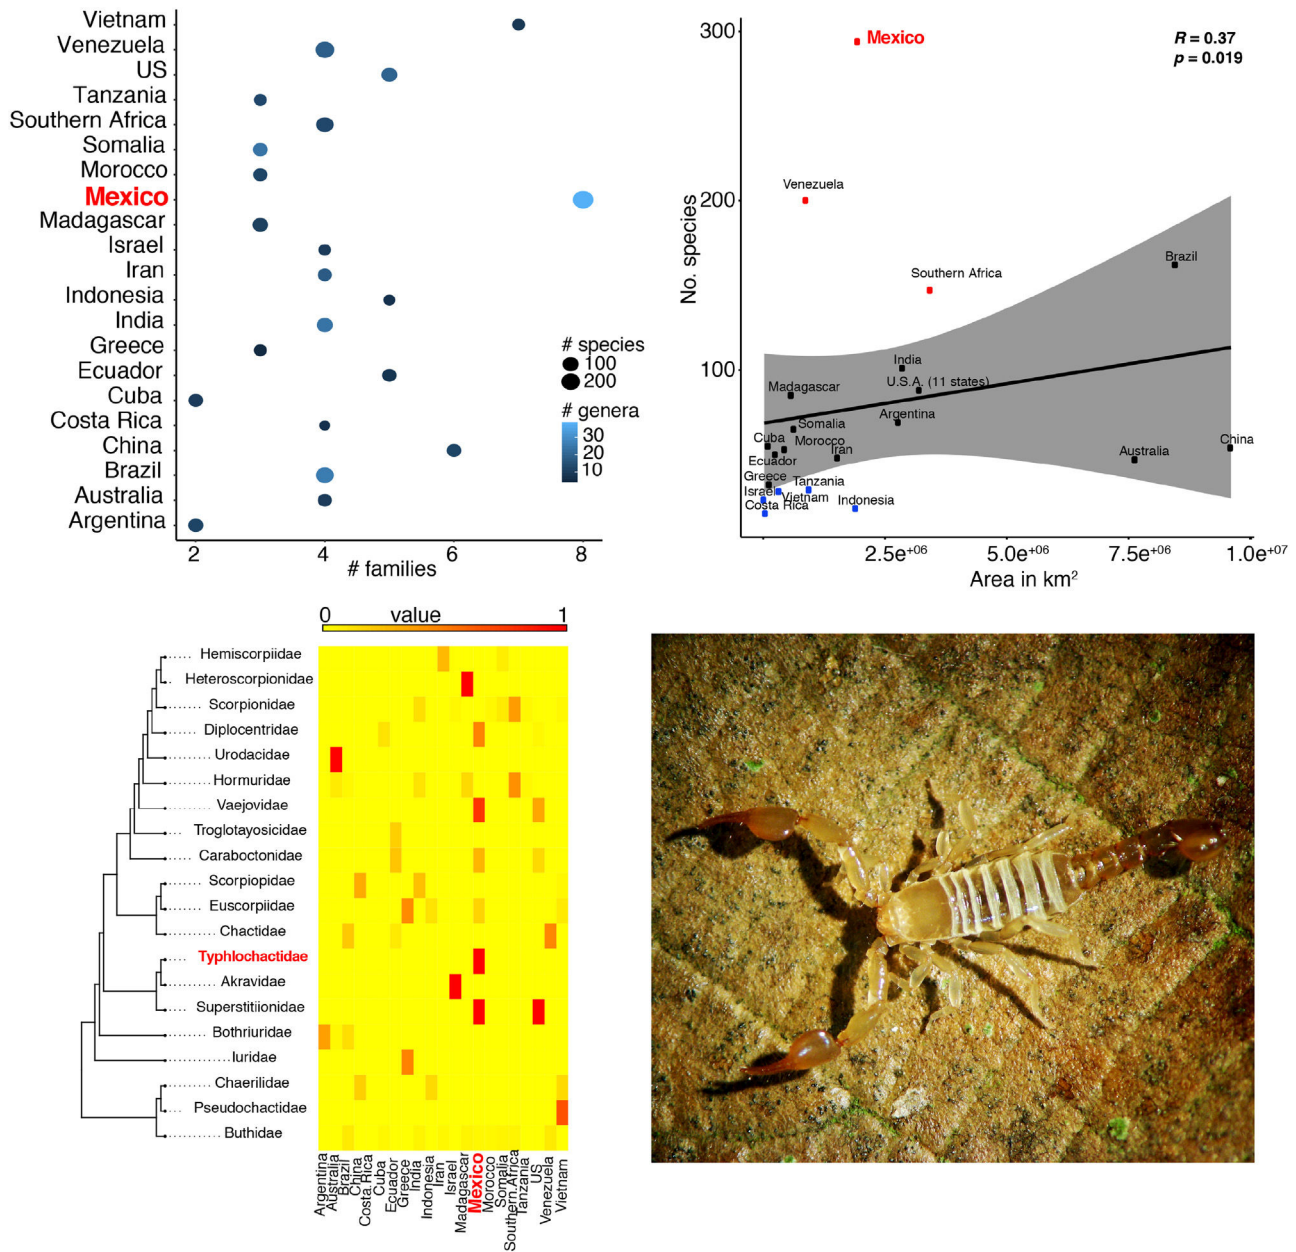 Vietnam
Venezuela
US
Tanzania
Southern Africa
Somalia
Morocco
Mexico
Madagascar
Israel
Iran
Indonesia
India
Greece
Ecuador
Cuba
Costa Rica
China
Brazil
Australia
Argentina
2 4 6 8
# families
# species
100
200
# genera
30
20
10
300
200
100
No. species
Mexico
R = 0.37
p = 0.019
Venezuela
Southern Africa
Brazil
India
U.S.A. (11 states)
Madagascar
Argentina
Somalia
Cuba
Morocco
Iran
Ecuador
Australia
China
Greece
Tanzania
Israel
Vietnam
Costa Rica
Indonesia
2.5e+06 5.0e+06 7.5e+06 1.0e+07
Area in km²
0 value 1
Hemiscorpiidae
Heteroscorpionidae
Scorpionidae
Diplocentridae
Urodacidae
Hormuridae
Vaejovidae
Troglotayosicidae
Caraboctonidae
Scorpiopidae
Euscorpiidae
Chactidae
Typhlochactidae
Akravidae
Superstitiionidae
Bothriuridae
Iuridae
Chaerilidae
Pseudochactidae
Buthidae
Argentina
Australia
Brazil
China
Costa.Rica
Cuba
Ecuador
Greece
India
Indonesia
Iran
Israel
Madagascar
Mexico
Morocco
Somalia
Southern.Africa
Tanzania
US
Venezuela
Vietnam